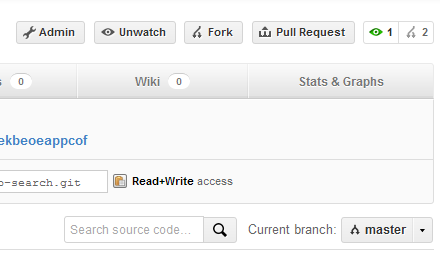 Admin Unwatch Fork Pull Request 1 2
0 Wiki 0 Stats & Graphs
ekbeoeappcof
o-search.git Read+Write access
Search source code... Current branch: master